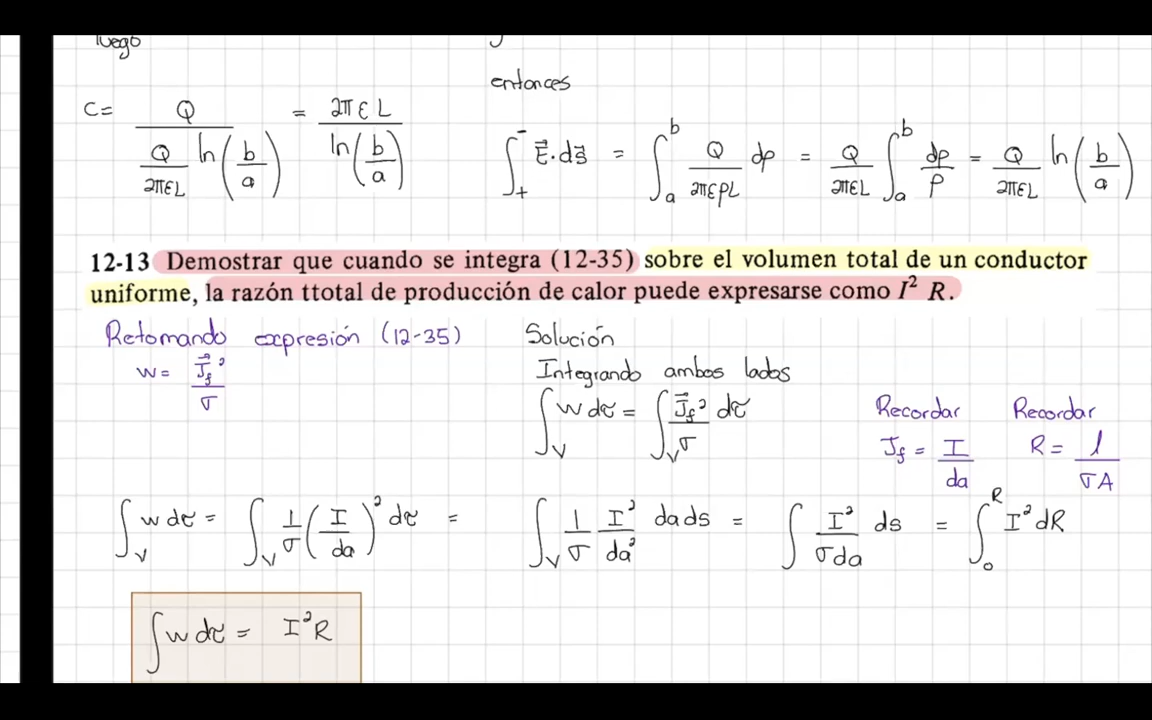 luego
entonces
C = Q / (Q/(2πεL) ln(b/a)) = 2πεL / ln(b/a)
∫₊⁻ E⃗·ds⃗ = ∫ₐᵇ Q/(2περL) dρ = Q/(2πεL) ∫ₐᵇ dρ/ρ = Q/(2πεL) ln(b/a)
12-13 Demostrar que cuando se integra (12-35) sobre el volumen total de un conductor
uniforme, la razón ttotal de producción de calor puede expresarse como I² R.
Retomando expresión (12-35)
w = J⃗f² / σ
Solución
Integrando ambos lados
∫ᵥ w dτ = ∫ᵥ J⃗f²/σ dτ
Recordar
Jf = I/da
Recordar
R = l/(σA)
∫ᵥ w dτ = ∫ᵥ 1/σ (I/da)² dτ = ∫ᵥ 1/σ I²/da² da ds = ∫ I²/(σda) ds = ∫₀ᴿ I² dR
∫ w dτ = I²R